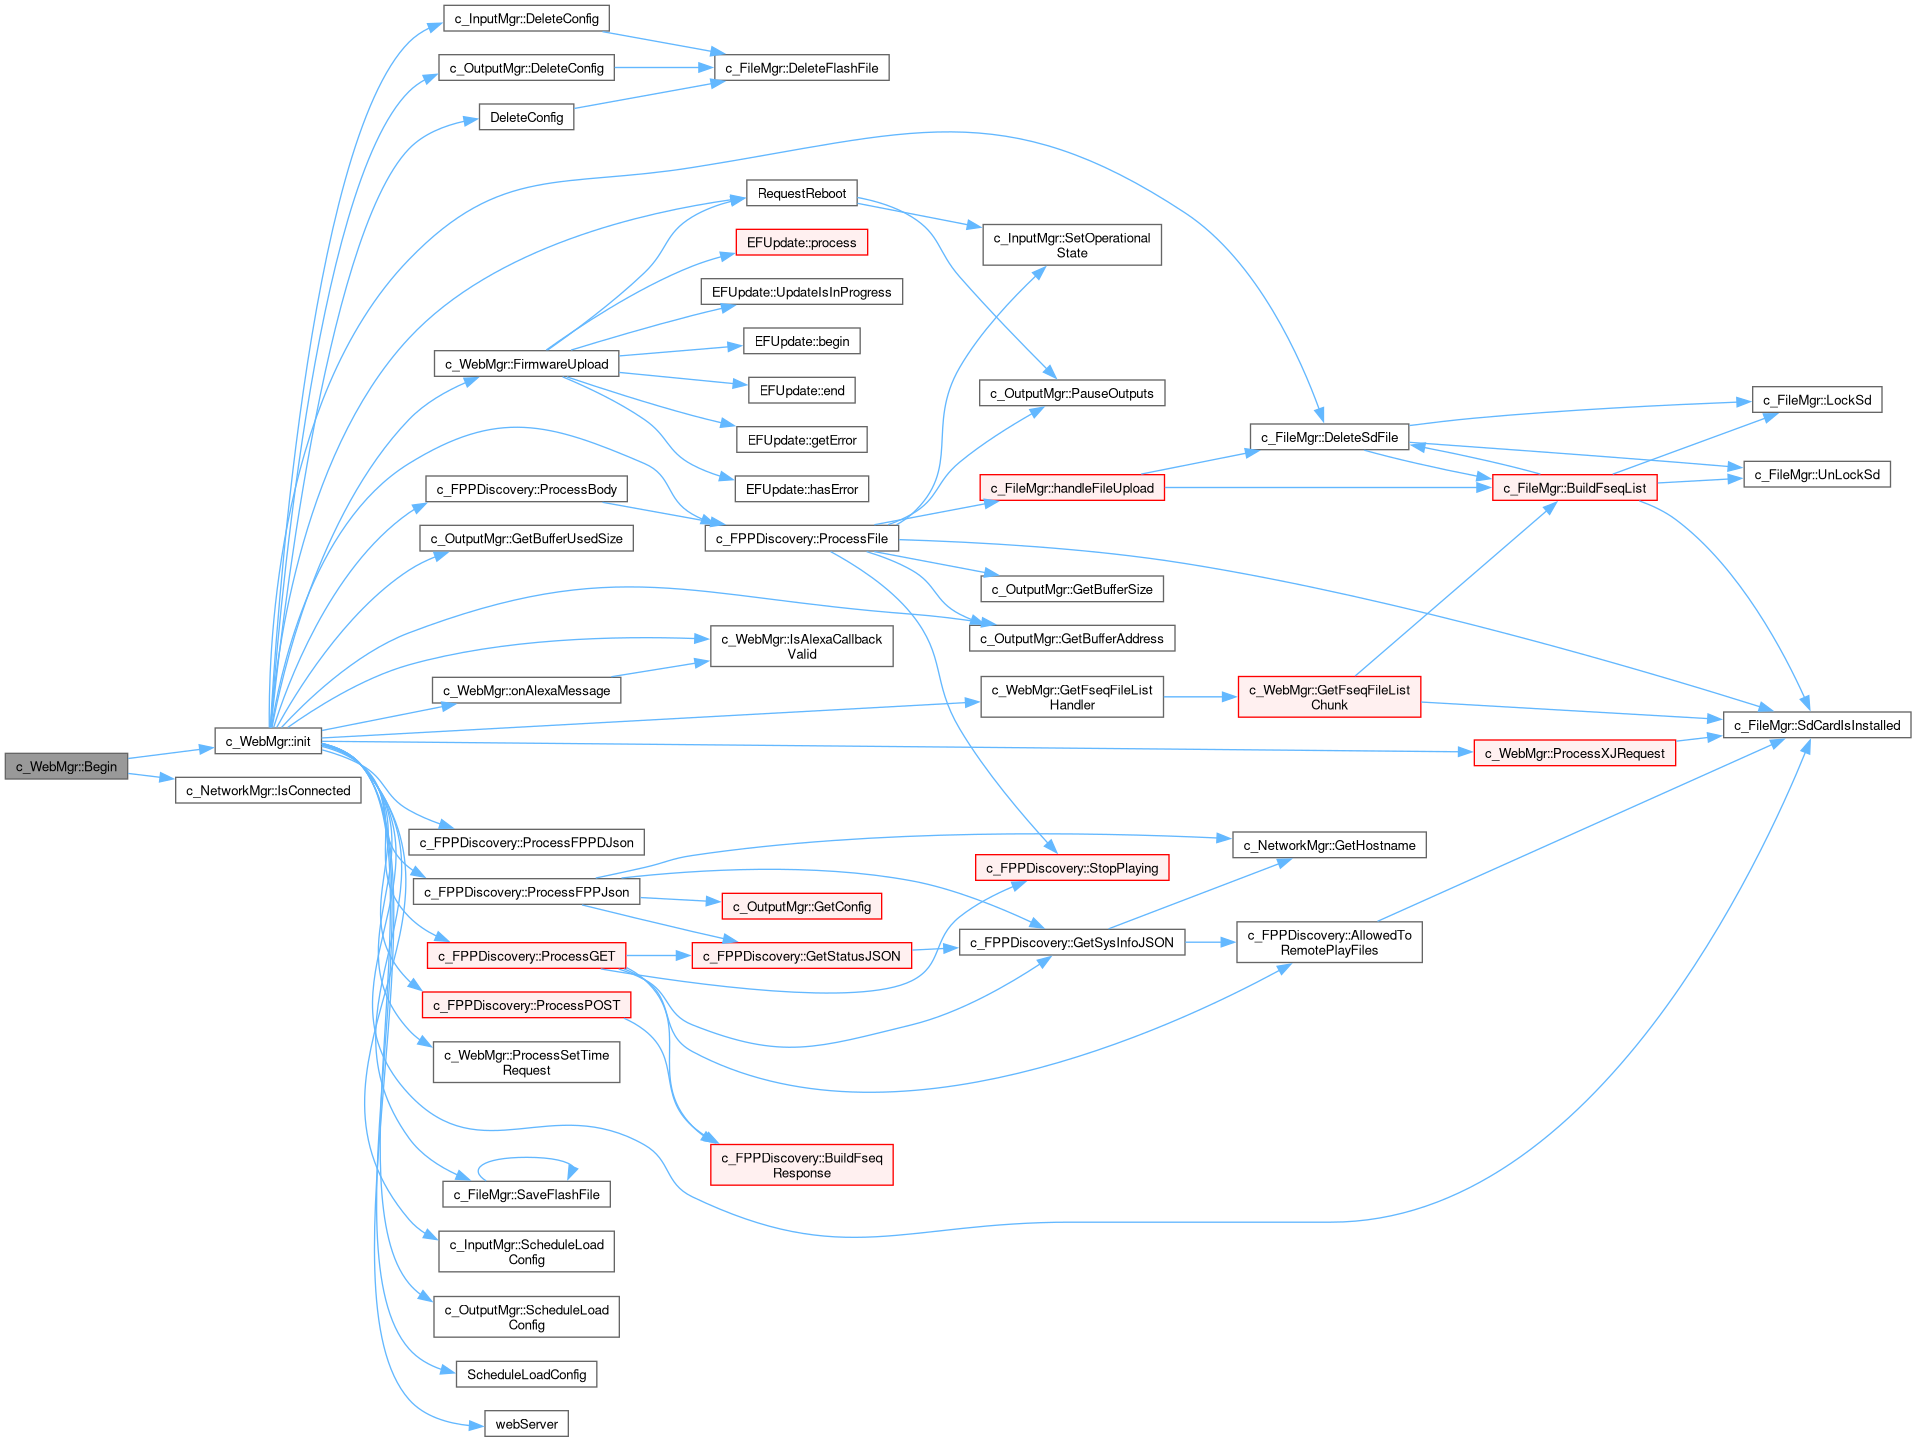 c_InputMgr::DeleteConfig
c_OutputMgr::DeleteConfig
c_FileMgr::DeleteFlashFile
DeleteConfig
RequestReboot
EFUpdate::process
c_InputMgr::SetOperational
State
EFUpdate::UpdateIsInProgress
EFUpdate::begin
c_WebMgr::FirmwareUpload
EFUpdate::end
c_OutputMgr::PauseOutputs
c_FileMgr::LockSd
EFUpdate::getError
c_FileMgr::DeleteSdFile
c_FileMgr::UnLockSd
EFUpdate::hasError
c_FPPDiscovery::ProcessBody
c_FileMgr::handleFileUpload
c_FileMgr::BuildFseqList
c_OutputMgr::GetBufferUsedSize
c_FPPDiscovery::ProcessFile
c_OutputMgr::GetBufferSize
c_OutputMgr::GetBufferAddress
c_WebMgr::IsAlexaCallback
Valid
c_WebMgr::onAlexaMessage
c_WebMgr::GetFseqFileList
Handler
c_WebMgr::GetFseqFileList
Chunk
c_FileMgr::SdCardIsInstalled
c_WebMgr::init
c_WebMgr::ProcessXJRequest
c_WebMgr::Begin
c_NetworkMgr::IsConnected
c_FPPDiscovery::ProcessFPPDJson
c_NetworkMgr::GetHostname
c_FPPDiscovery::StopPlaying
c_FPPDiscovery::ProcessFPPJson
c_OutputMgr::GetConfig
c_FPPDiscovery::GetSysInfoJSON
c_FPPDiscovery::AllowedTo
RemotePlayFiles
c_FPPDiscovery::ProcessGET
c_FPPDiscovery::GetStatusJSON
c_FPPDiscovery::ProcessPOST
c_WebMgr::ProcessSetTime
Request
c_FPPDiscovery::BuildFseq
Response
c_FileMgr::SaveFlashFile
c_InputMgr::ScheduleLoad
Config
c_OutputMgr::ScheduleLoad
Config
ScheduleLoadConfig
webServer